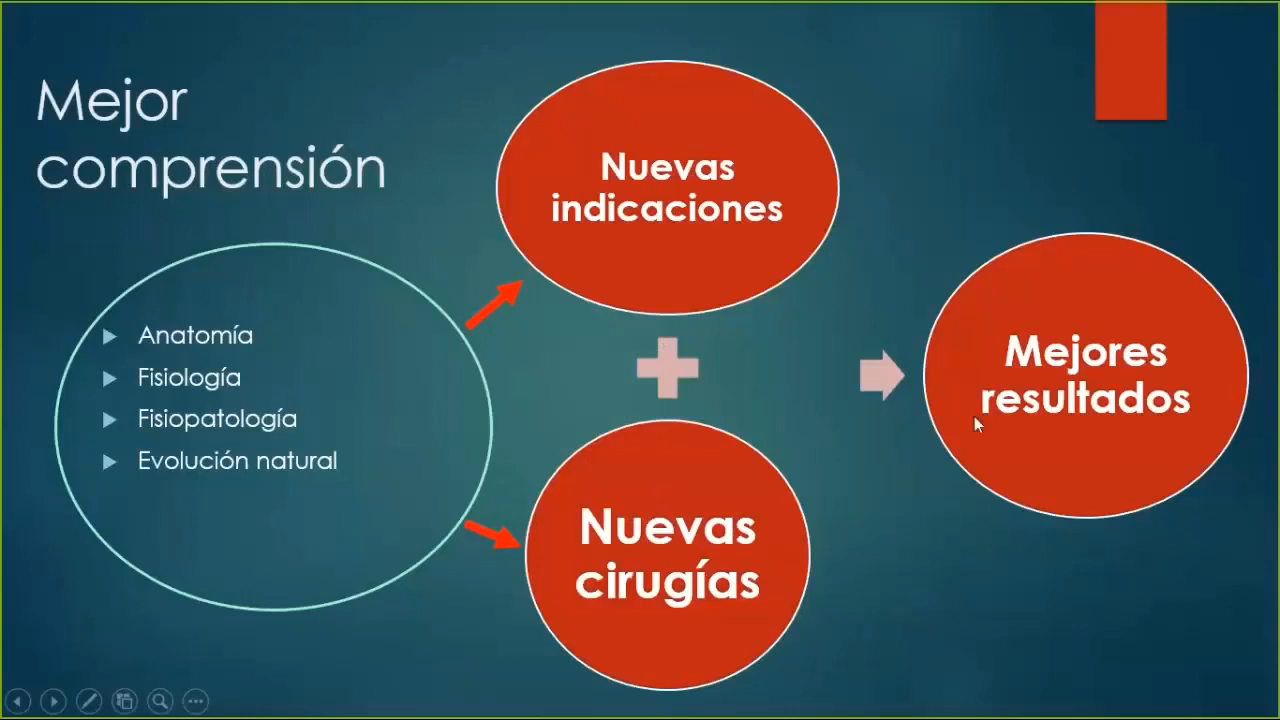 Mejor
comprensión
Anatomía
Fisiología
Fisiopatología
Evolución natural
Nuevas
indicaciones
Nuevas
cirugías
Mejores
resultados